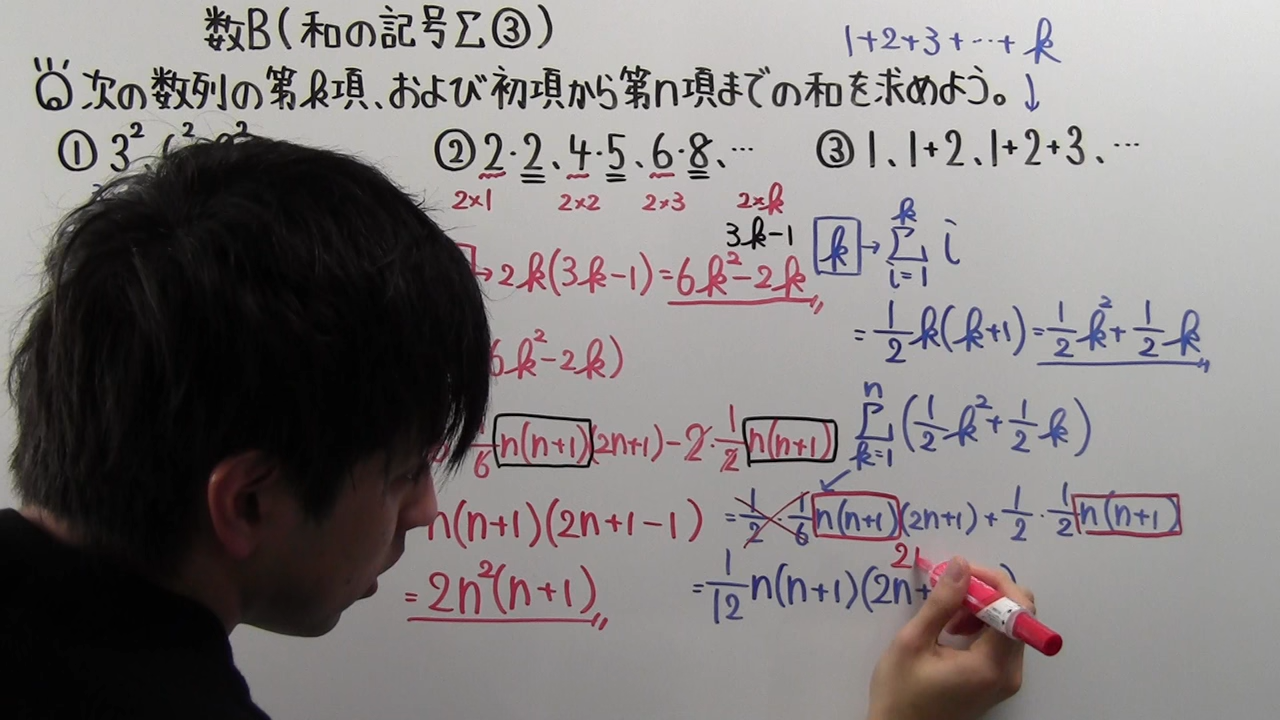 数B(和の記号Σ③)
1+2+3+…+k
次の数列の第k項、および初項から第n項までの和を求めよう。↓
① 3²
② 2・2、4・5、6・8、…
2×1 2×2 2×3 2×k
3k-1
→2k(3k-1)=6k²-2k
6k²-2k)
1/6 n(n+1)(2n+1)-2・1/2 n(n+1)
n(n+1)(2n+1-1)
=2n²(n+1)
③ 1、1+2、1+2+3、…
k→Σ[i=1, k] i
=1/2 k(k+1)=1/2 k²+1/2 k
Σ[k=1, n](1/2 k²+1/2 k)
=1/2・1/6 n(n+1)(2n+1)+1/2・1/2 n(n+1)
2
=1/12 n(n+1)(2n+